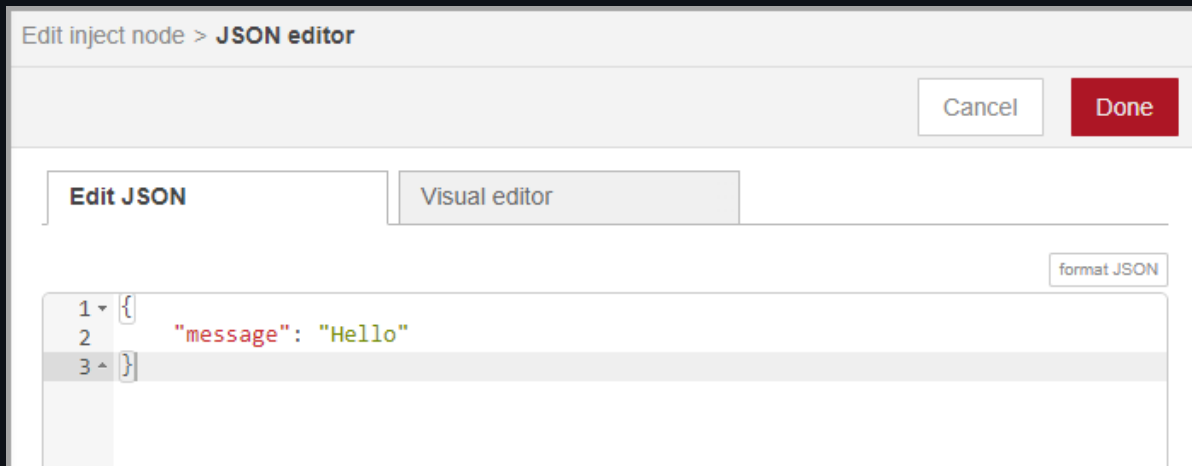 Edit inject node > JSON editor
Cancel Done
Edit JSON Visual editor
format JSON
1 {
2 "message": "Hello"
3 }